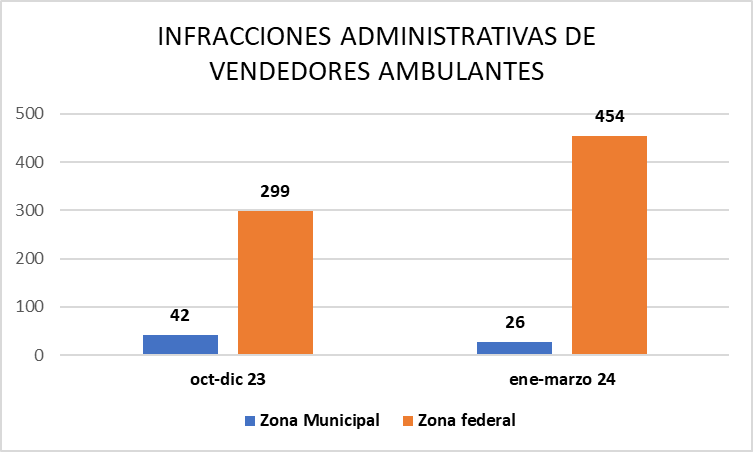 INFRACCIONES ADMINISTRATIVAS DE
VENDEDORES AMBULANTES
500
400
300
200
100
0
42
299
26
454
oct-dic 23
ene-marzo 24
Zona Municipal
Zona federal